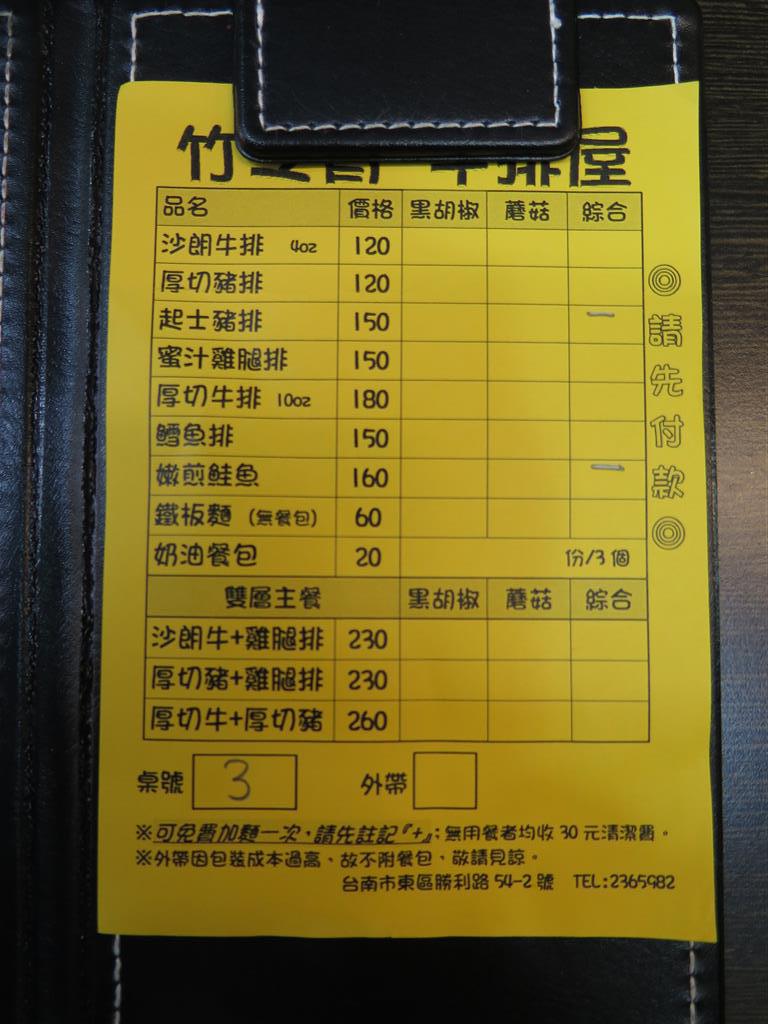 竹 排屋
品名 價格 黑胡椒 蘑菇 綜合
沙朗牛排 4oz 120
厚切豬排 120
起士豬排 150 一
蜜汁雞腿排 150
厚切牛排 10oz 180
鱈魚排 150
嫩煎鮭魚 160 一
鐵板麵 (無餐包) 60
奶油餐包 20 份/3個
雙層主餐 黑胡椒 蘑菇 綜合
沙朗牛+雞腿排 230
厚切豬+雞腿排 230
厚切牛+厚切豬 260
桌號 3 外帶
※可免費加麵一次,請先註記『+』:無用餐者均收30元清潔費。
※外帶因包裝成本過高、故不附餐包,敬請見諒。
台南市東區勝利路54-2號 TEL:2365982
◎請先付款◎